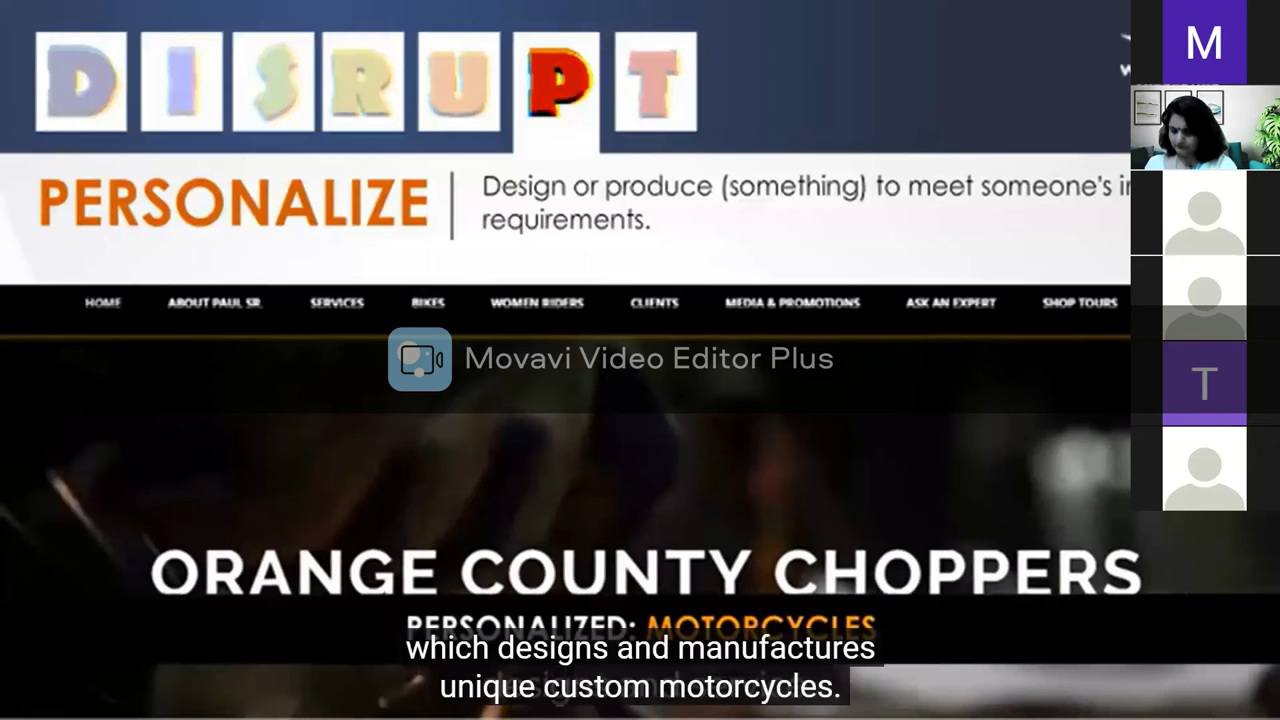 DISRUPT
M
W
PERSONALIZE
Design or produce (something) to meet someone's i
requirements.
HOME ABOUT PAUL SR. SERVICES BIKES WOMEN RIDERS CLIENTS MEDIA & PROMOTIONS ASK AN EXPERT SHOP TOURS
Movavi Video Editor Plus
T
ORANGE COUNTY CHOPPERS
PERSONALIZED: MOTORCYCLES
which designs and manufactures
unique custom motorcycles.